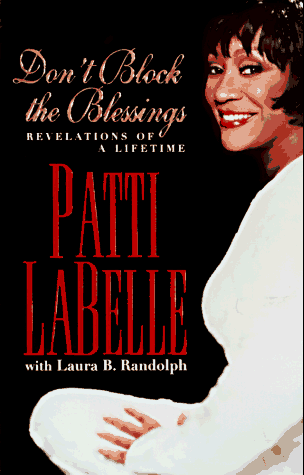 Don't Block
the Blessings
REVELATIONS OF
A LIFETIME
PATTI
LABELLE
with Laura B. Randolph